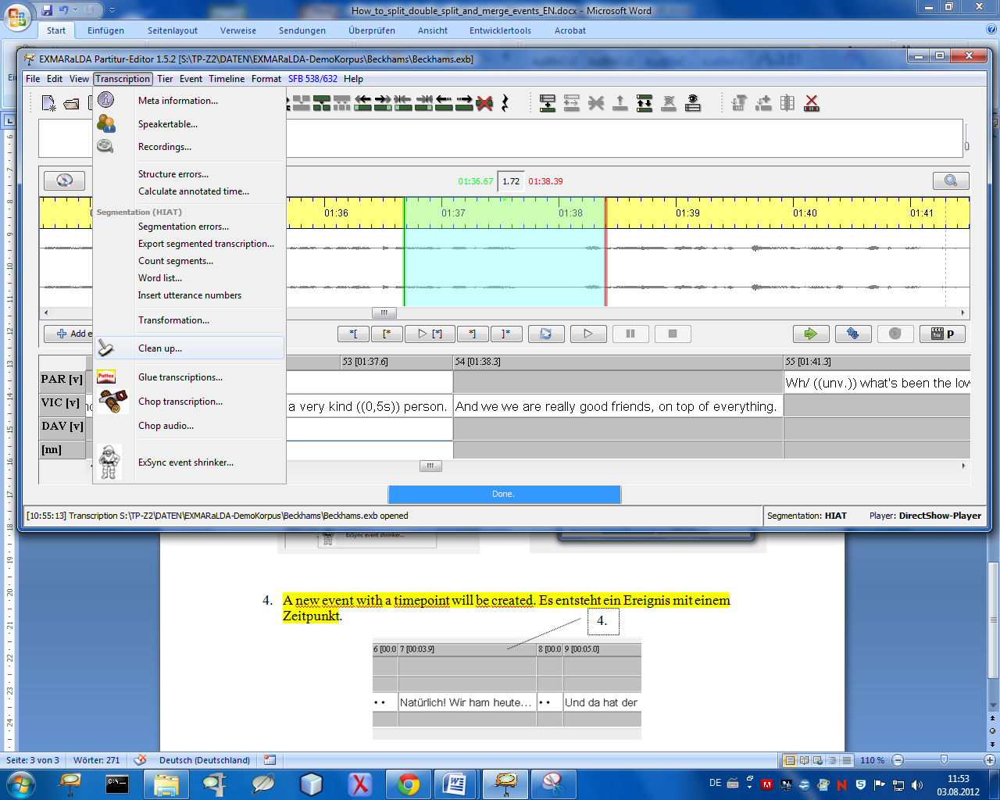 How_to_split_double_split_and_merge_events_EN.docx - Microsoft Word
Start Einfügen Seitenlayout Verweise Sendungen Überprüfen Ansicht Entwicklertools Acrobat
EXMARaLDA Partitur-Editor 1.5.2 [S:\TP-Z2\DATEN\EXMARaLDA-DemoKorpus\Beckhams\Beckhams.exb]
File Edit View Transcription Tier Event Timeline Format SFB 538/632 Help
Meta information...
Speakertable...
Recordings...
Structure errors...
Calculate annotated time...
Segmentation (HIAT)
Segmentation errors...
Export segmented transcription...
Count segments...
Word list...
Insert utterance numbers
Transformation...
Clean up...
Pattex
Glue transcriptions...
Chop transcription...
Chop audio...
ExSync event shrinker...
01:36.67 1.72 01:38.39
01:36 01:37 01:38 01:39 01:40 01:41
Add e
*[ [* [*] *] ]* P
53 [01:37.6] 54 [01:38.3] 55 [01:41.3]
PAR [v] Wh/ ((unv.)) what's been the lov
VIC [v] a very kind ((0,5s)) person. And we we are really good friends, on top of everything.
DAV [v]
[nn]
Done.
[10:55:13] Transcription S:\TP-Z2\DATEN\EXMARaLDA-DemoKorpus\Beckhams\Beckhams.exb opened
Segmentation: HIAT Player: DirectShow-Player
ExSync event shrinker...
4. A new event with a timepoint will be created. Es entsteht ein Ereignis mit einem
Zeitpunkt.
4.
6 [00:0 7 [00:03.9] 8 [00:0 9 [00:05.0]
• • Natürlich! Wir ham heute... • • Und da hat der
Seite: 3 von 3 Wörter: 271 Deutsch (Deutschland) 110 %
DE 11:53
03.08.2012